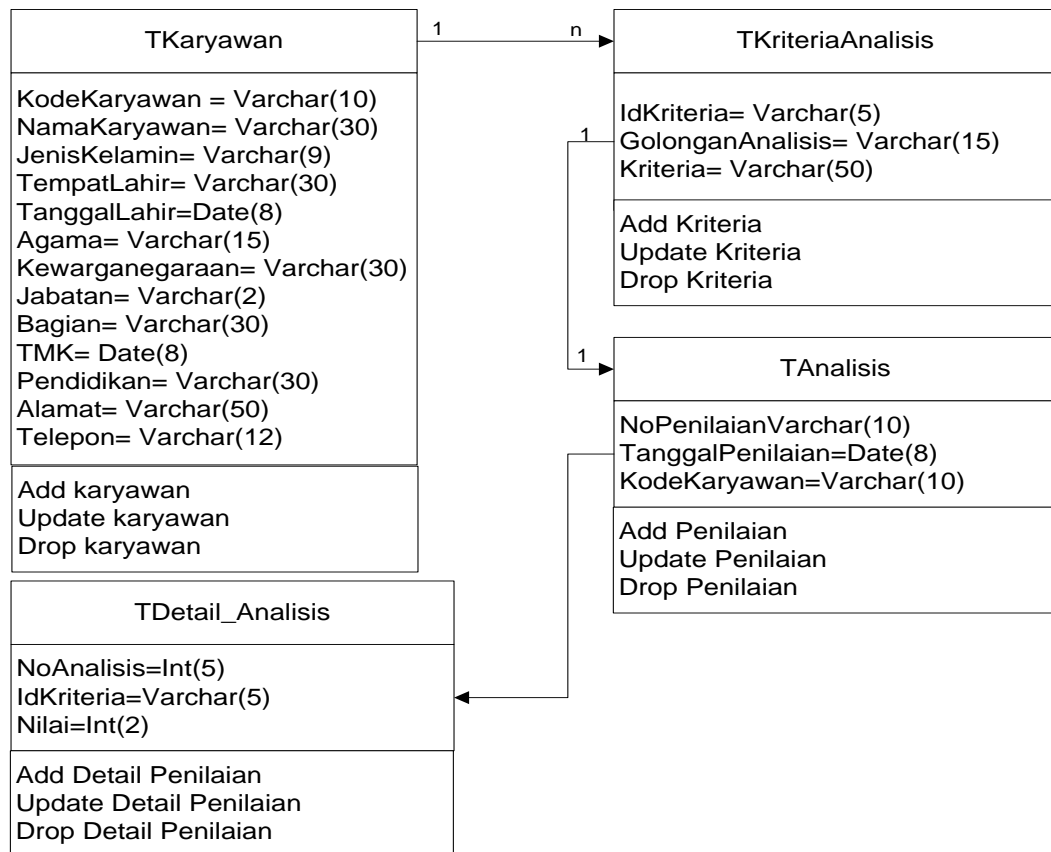 TKaryawan
KodeKaryawan = Varchar(10)
NamaKaryawan= Varchar(30)
JenisKelamin= Varchar(9)
TempatLahir= Varchar(30)
TanggalLahir=Date(8)
Agama= Varchar(15)
Kewarganegaraan= Varchar(30)
Jabatan= Varchar(2)
Bagian= Varchar(30)
TMK= Date(8)
Pendidikan= Varchar(30)
Alamat= Varchar(50)
Telepon= Varchar(12)
Add karyawan
Update karyawan
Drop karyawan
1
n
TKriteriaAnalisis
IdKriteria= Varchar(5)
GolonganAnalisis= Varchar(15)
Kriteria= Varchar(50)
Add Kriteria
Update Kriteria
Drop Kriteria
1
1
TAnalisis
NoPenilaianVarchar(10)
TanggalPenilaian=Date(8)
KodeKaryawan=Varchar(10)
Add Penilaian
Update Penilaian
Drop Penilaian
TDetail_Analisis
NoAnalisis=Int(5)
IdKriteria=Varchar(5)
Nilai=Int(2)
Add Detail Penilaian
Update Detail Penilaian
Drop Detail Penilaian